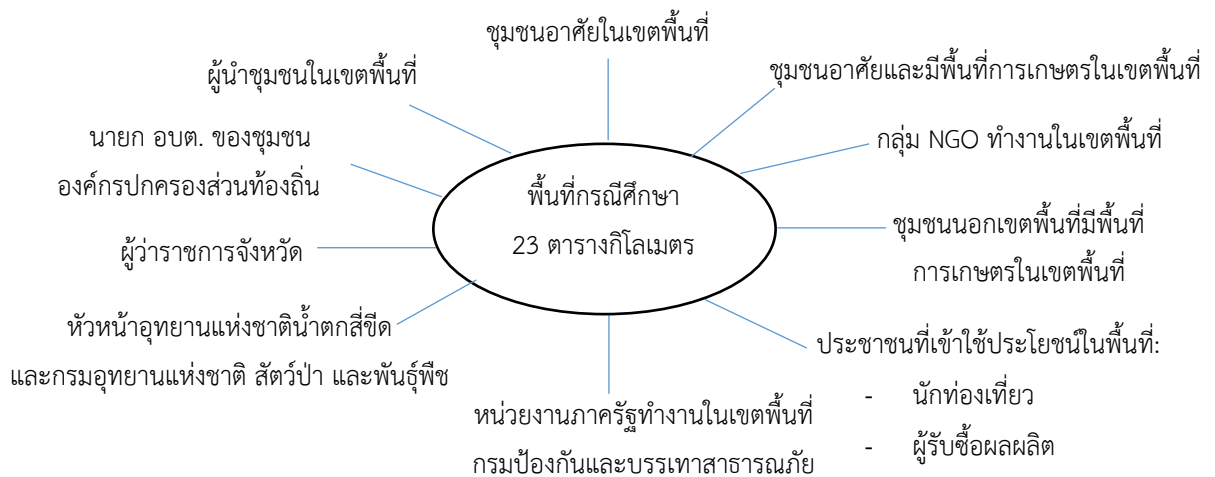 ชุมชนอาศัยในเขตพื้นที่
ผู้นำชุมชนในเขตพื้นที่
ชุมชนอาศัยและมีพื้นที่การเกษตรในเขตพื้นที่
นายก อบต. ของชุมชน
องค์กรปกครองส่วนท้องถิ่น
กลุ่ม NGO ทำงานในเขตพื้นที่
พื้นที่กรณีศึกษา
23 ตารางกิโลเมตร
ผู้ว่าราชการจังหวัด
ชุมชนนอกเขตพื้นที่มีพื้นที่
การเกษตรในเขตพื้นที่
หัวหน้าอุทยานแห่งชาติน้ำตกสี่ขีด
และกรมอุทยานแห่งชาติ สัตว์ป่า และพันธุ์พืช
ประชาชนที่เข้าใช้ประโยชน์ในพื้นที่:
- นักท่องเที่ยว
- ผู้รับซื้อผลผลิต
หน่วยงานภาครัฐทำงานในเขตพื้นที่
กรมป้องกันและบรรเทาสาธารณภัย